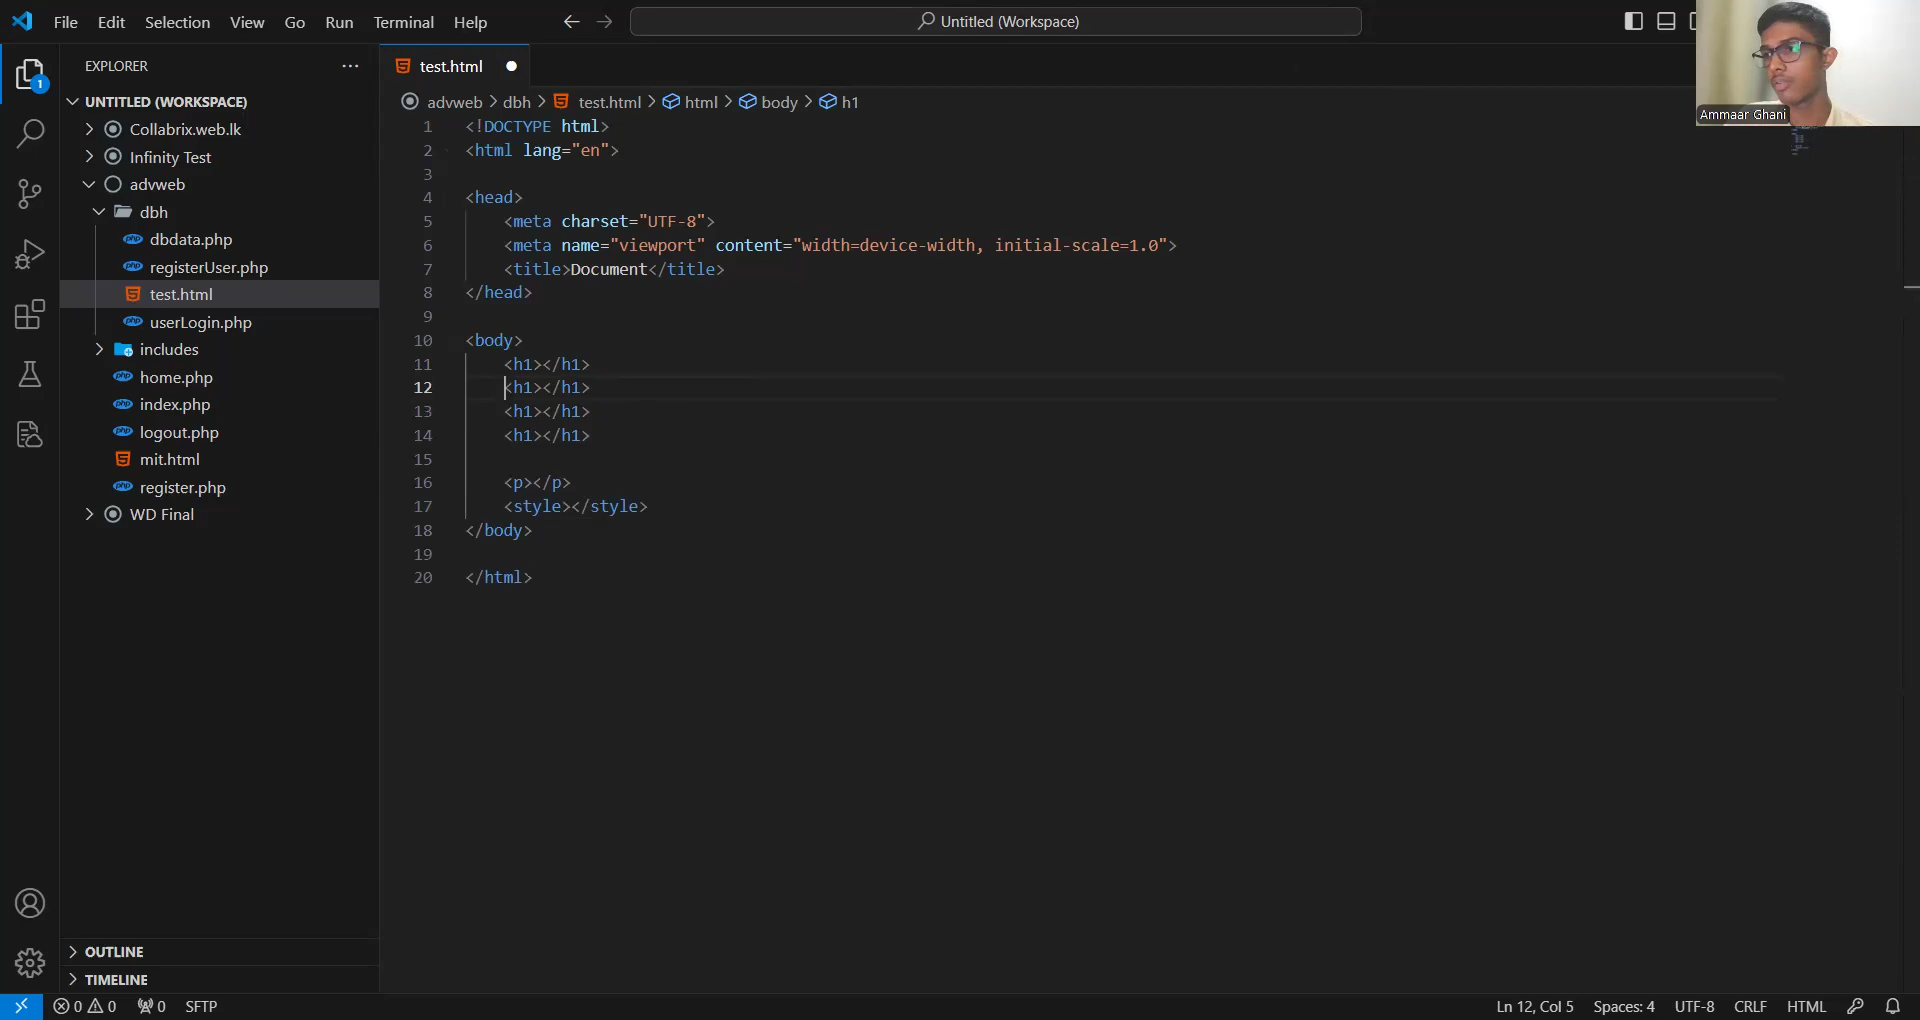 File Edit Selection View Go Run Terminal Help
Untitled (Workspace)
EXPLORER
UNTITLED (WORKSPACE)
Collabrix.web.lk
Infinity Test
advweb
dbh
dbdata.php
registerUser.php
test.html
userLogin.php
includes
home.php
index.php
logout.php
mit.html
register.php
WD Final
OUTLINE
TIMELINE
test.html
advweb > dbh > test.html > html > body > h1
1 <!DOCTYPE html>
2 <html lang="en">
3
4 <head>
5 <meta charset="UTF-8">
6 <meta name="viewport" content="width=device-width, initial-scale=1.0">
7 <title>Document</title>
8 </head>
9
10 <body>
11 <h1></h1>
12 <h1></h1>
13 <h1></h1>
14 <h1></h1>
15
16 <p></p>
17 <style></style>
18 </body>
19
20 </html>
Ammaar Ghani
1
0 0 0 SFTP
Ln 12, Col 5 Spaces: 4 UTF-8 CRLF HTML